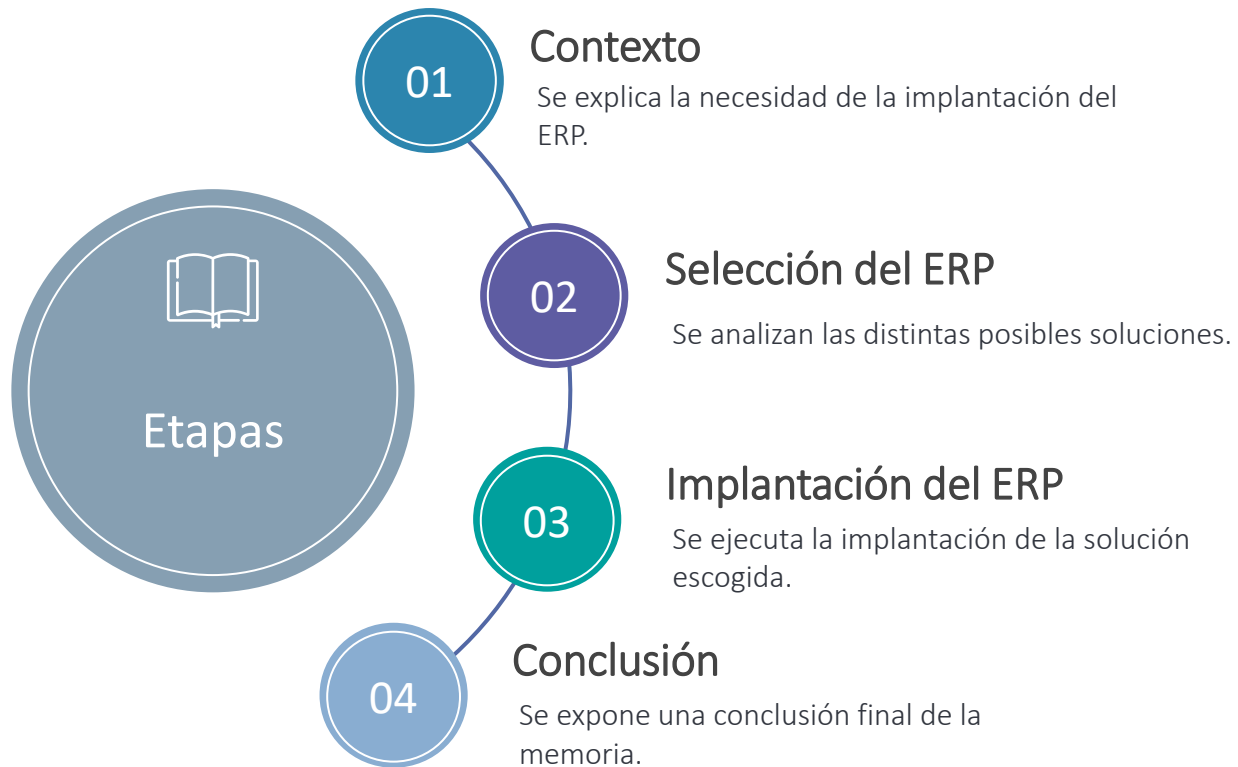 Etapas
01
Contexto
Se explica la necesidad de la implantación del
ERP.
02
Selección del ERP
Se analizan las distintas posibles soluciones.
03
Implantación del ERP
Se ejecuta la implantación de la solución
escogida.
04
Conclusión
Se expone una conclusión final de la
memoria.